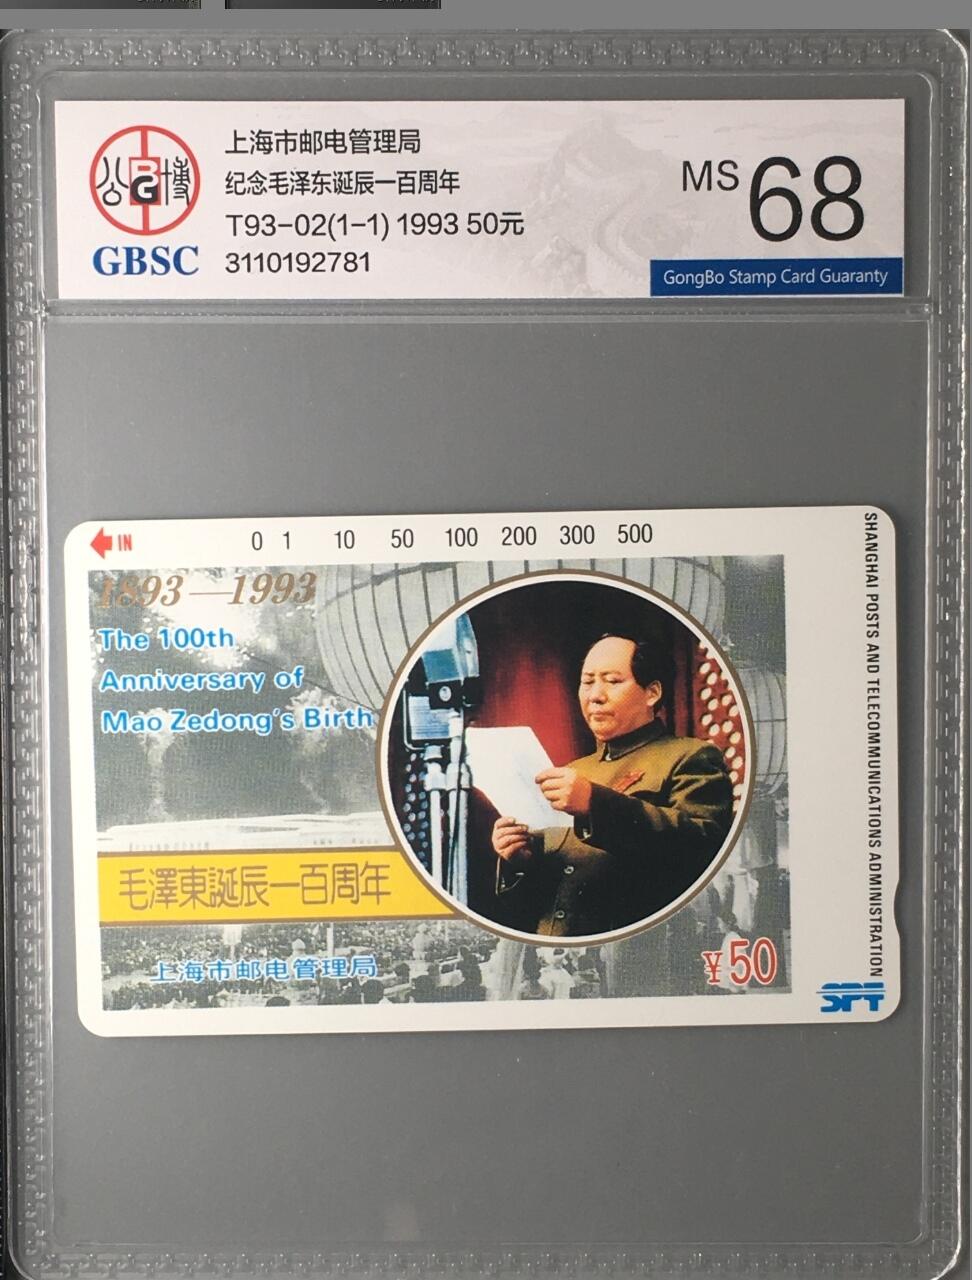 公博
BG
GBSC
上海市邮电管理局
纪念毛泽东诞辰一百周年
T93-02(1-1) 1993 50元
3110192781
MS 68
GongBo Stamp Card Guaranty
IN
0 1 10 50 100 200 300 500
1893—1993
The 100th
Anniversary of
Mao Zedong's Birth
毛澤東誕辰一百周年
上海市邮电管理局
¥50
SHANGHAI POSTS AND TELECOMMUNICATIONS ADMINISTRATION
SPT